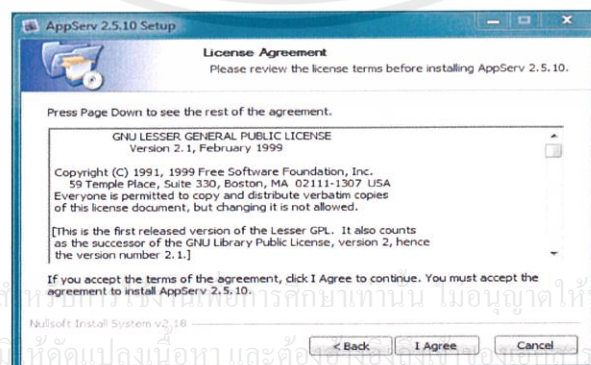 AppServ 2.5.10 Setup
License Agreement
Please review the license terms before installing AppServ 2.5.10.
Press Page Down to see the rest of the agreement.
GNU LESSER GENERAL PUBLIC LICENSE
Version 2.1, February 1999
Copyright (C) 1991, 1999 Free Software Foundation, Inc.
59 Temple Place, Suite 330, Boston, MA 02111-1307 USA
Everyone is permitted to copy and distribute verbatim copies
of this license document, but changing it is not allowed.
[This is the first released version of the Lesser GPL. It also counts
as the successor of the GNU Library Public License, version 2, hence
the version number 2.1.]
If you accept the terms of the agreement, click I Agree to continue. You must accept the
agreement to install AppServ 2.5.10.
Nullsoft Install System v2.18
< Back I Agree Cancel